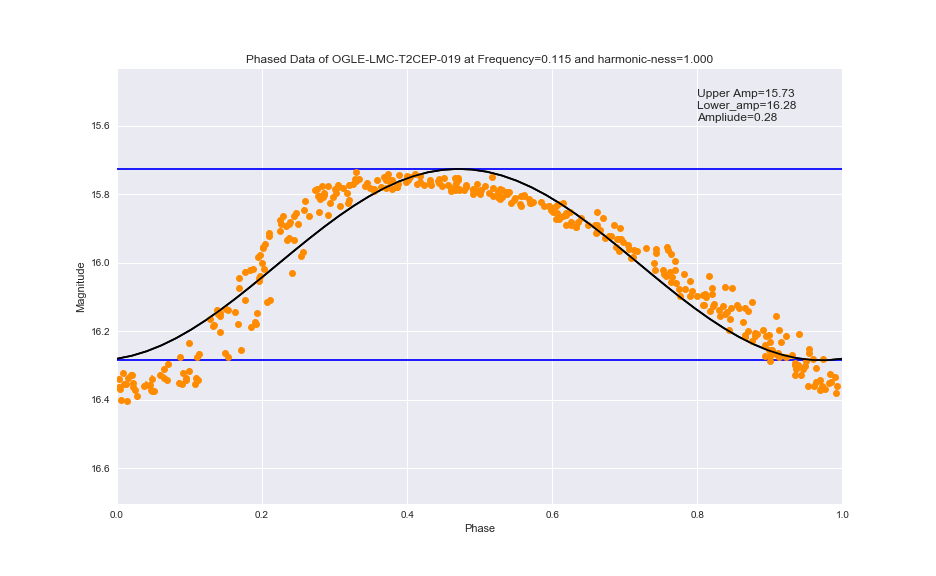 Phased Data of OGLE-LMC-T2CEP-019 at Frequency=0.115 and harmonic-ness=1.000
Upper Amp=15.73
Lower_amp=16.28
Ampliude=0.28
15.6
15.8
16.0
16.2
16.4
16.6
Magnitude
0.0 0.2 0.4 0.6 0.8 1.0
Phase